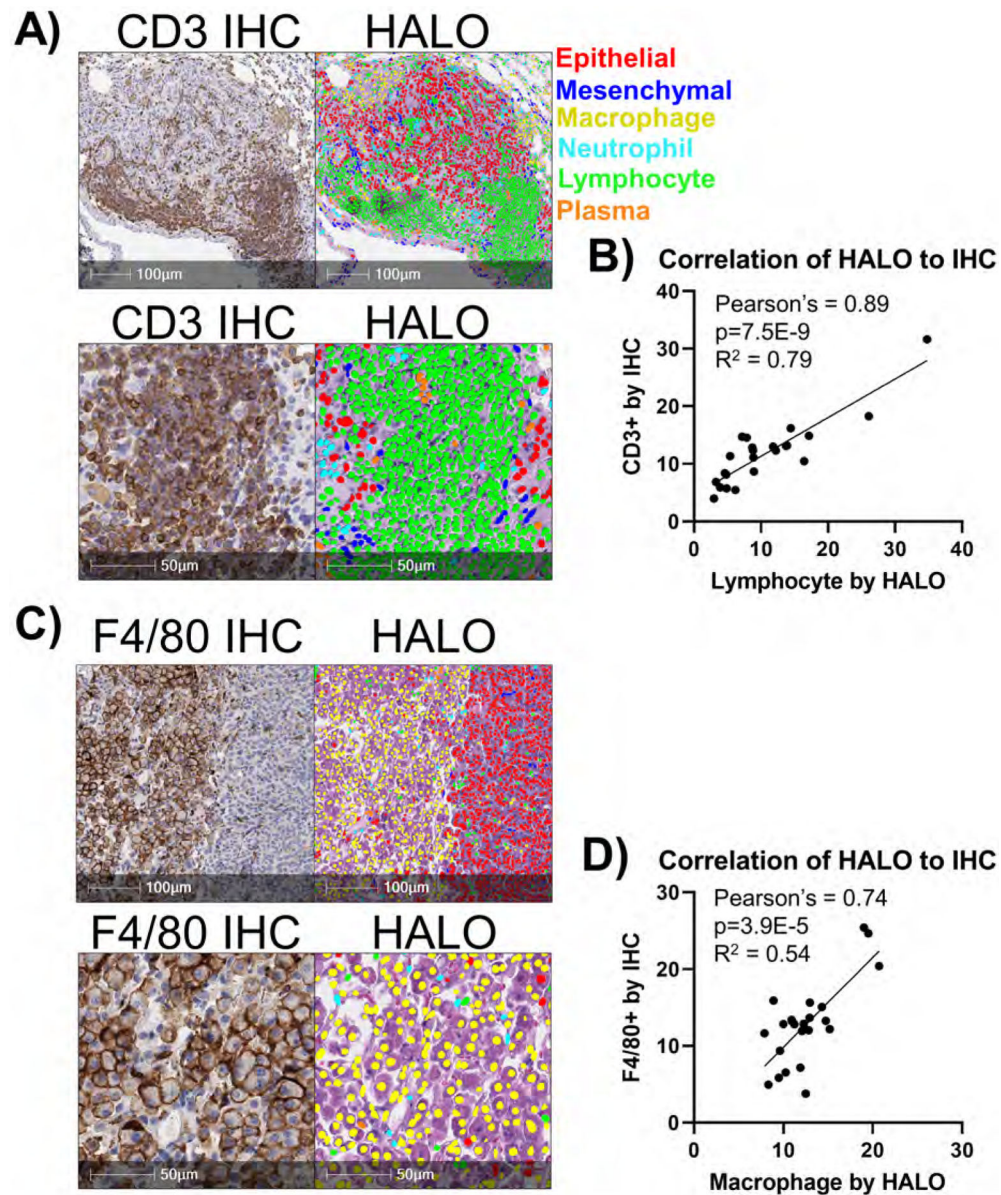 A)
CD3 IHC HALO
Epithelial
Mesenchymal
Macrophage
Neutrophil
Lymphocyte
Plasma
100µm 100µm
CD3 IHC HALO
50µm 50µm
B) Correlation of HALO to IHC
Pearson's = 0.89
p=7.5E-9
R² = 0.79
40
30
20
10
0
0 10 20 30 40
CD3+ by IHC
Lymphocyte by HALO
C)
F4/80 IHC HALO
100µm 100µm
F4/80 IHC HALO
50µm 50µm
D) Correlation of HALO to IHC
Pearson's = 0.74
p=3.9E-5
R² = 0.54
30
20
10
0
0 10 20 30
F4/80+ by IHC
Macrophage by HALO